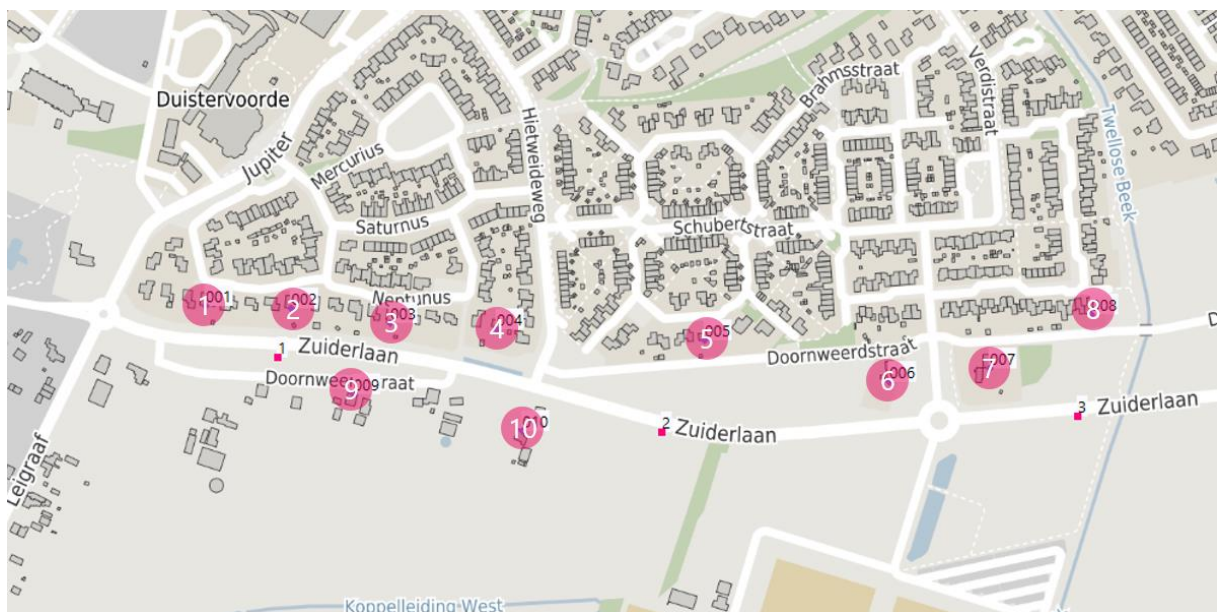 Brahmsstraat
Verdistraat
Duistervoorde
Hietweideweg
Twellose Beek
Jupiter
Mercurius
Saturnus
Schubertstraat
Neptunus
1
001
2
002
3
003
4
004
5
005
8
008
1
Zuiderlaan
Doornweerdstraat
D
6
006
7
007
9
009
10
010
2
Zuiderlaan
3
Zuiderlaan
Leigraaf
Koppelleiding West